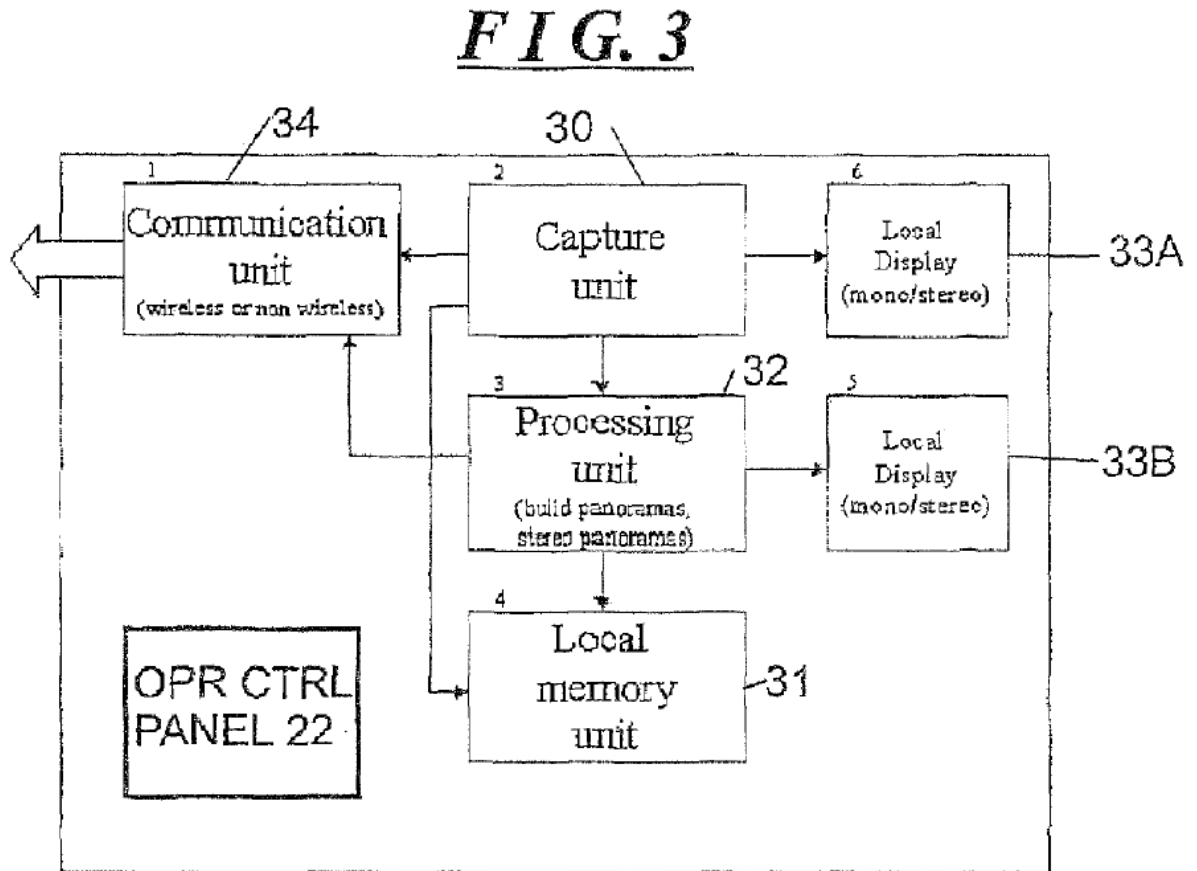 FIG. 3
34
30
1
Communication
unit
(wireless or non wireless)
2
Capture
unit
6
Local
Display
(mono/stereo)
33A
32
3
Processing
unit
(build panoramas,
stereo panoramas)
5
Local
Display
(mono/stereo)
33B
4
Local
memory
unit
31
OPR CTRL
PANEL 22